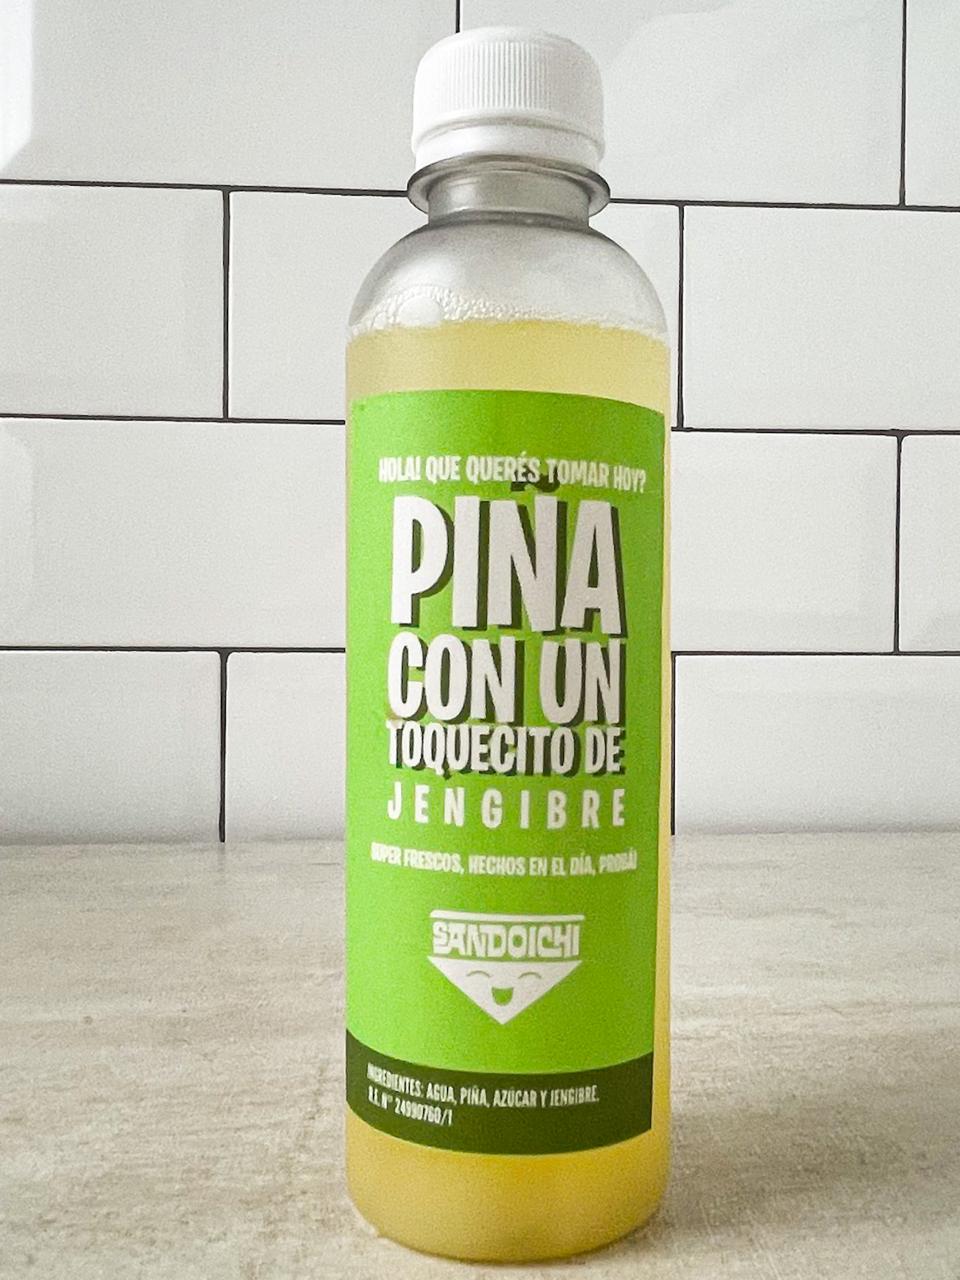 HOLA! QUE QUERÉS TOMAR HOY?
PIÑA
CON UN
TOQUECITO DE
JENGIBRE
SUPER FRESCOS, HECHOS EN EL DÍA, PROBÁ!
SANDOICHI
INGREDIENTES: AGUA, PIÑA, AZÚCAR Y JENGIBRE.
R.E. N° 24990760/1